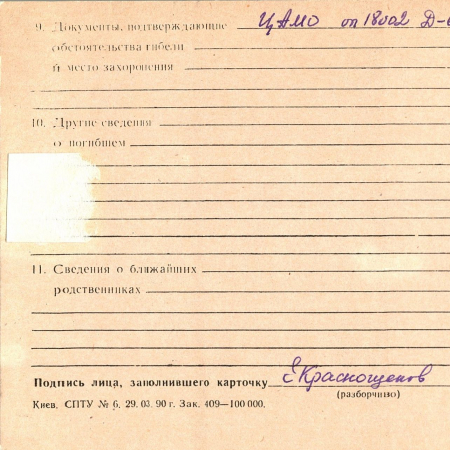 9. Документы, подтверждающие ЦАМО оп 18002 Д-6
обстоятельства гибели
и место захоронения
10. Другие сведения
о погибшем
11. Сведения о ближайших
родственниках
Подпись лица, заполнившего карточку Е Краснощеков
(разборчиво)
Киев, СПТУ № 6. 29. 03. 90 г. Зак. 409—100 000.